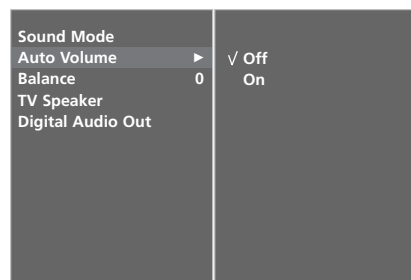 Sound Mode
Auto Volume ►
Balance 0
TV Speaker
Digital Audio Out
√ Off
On